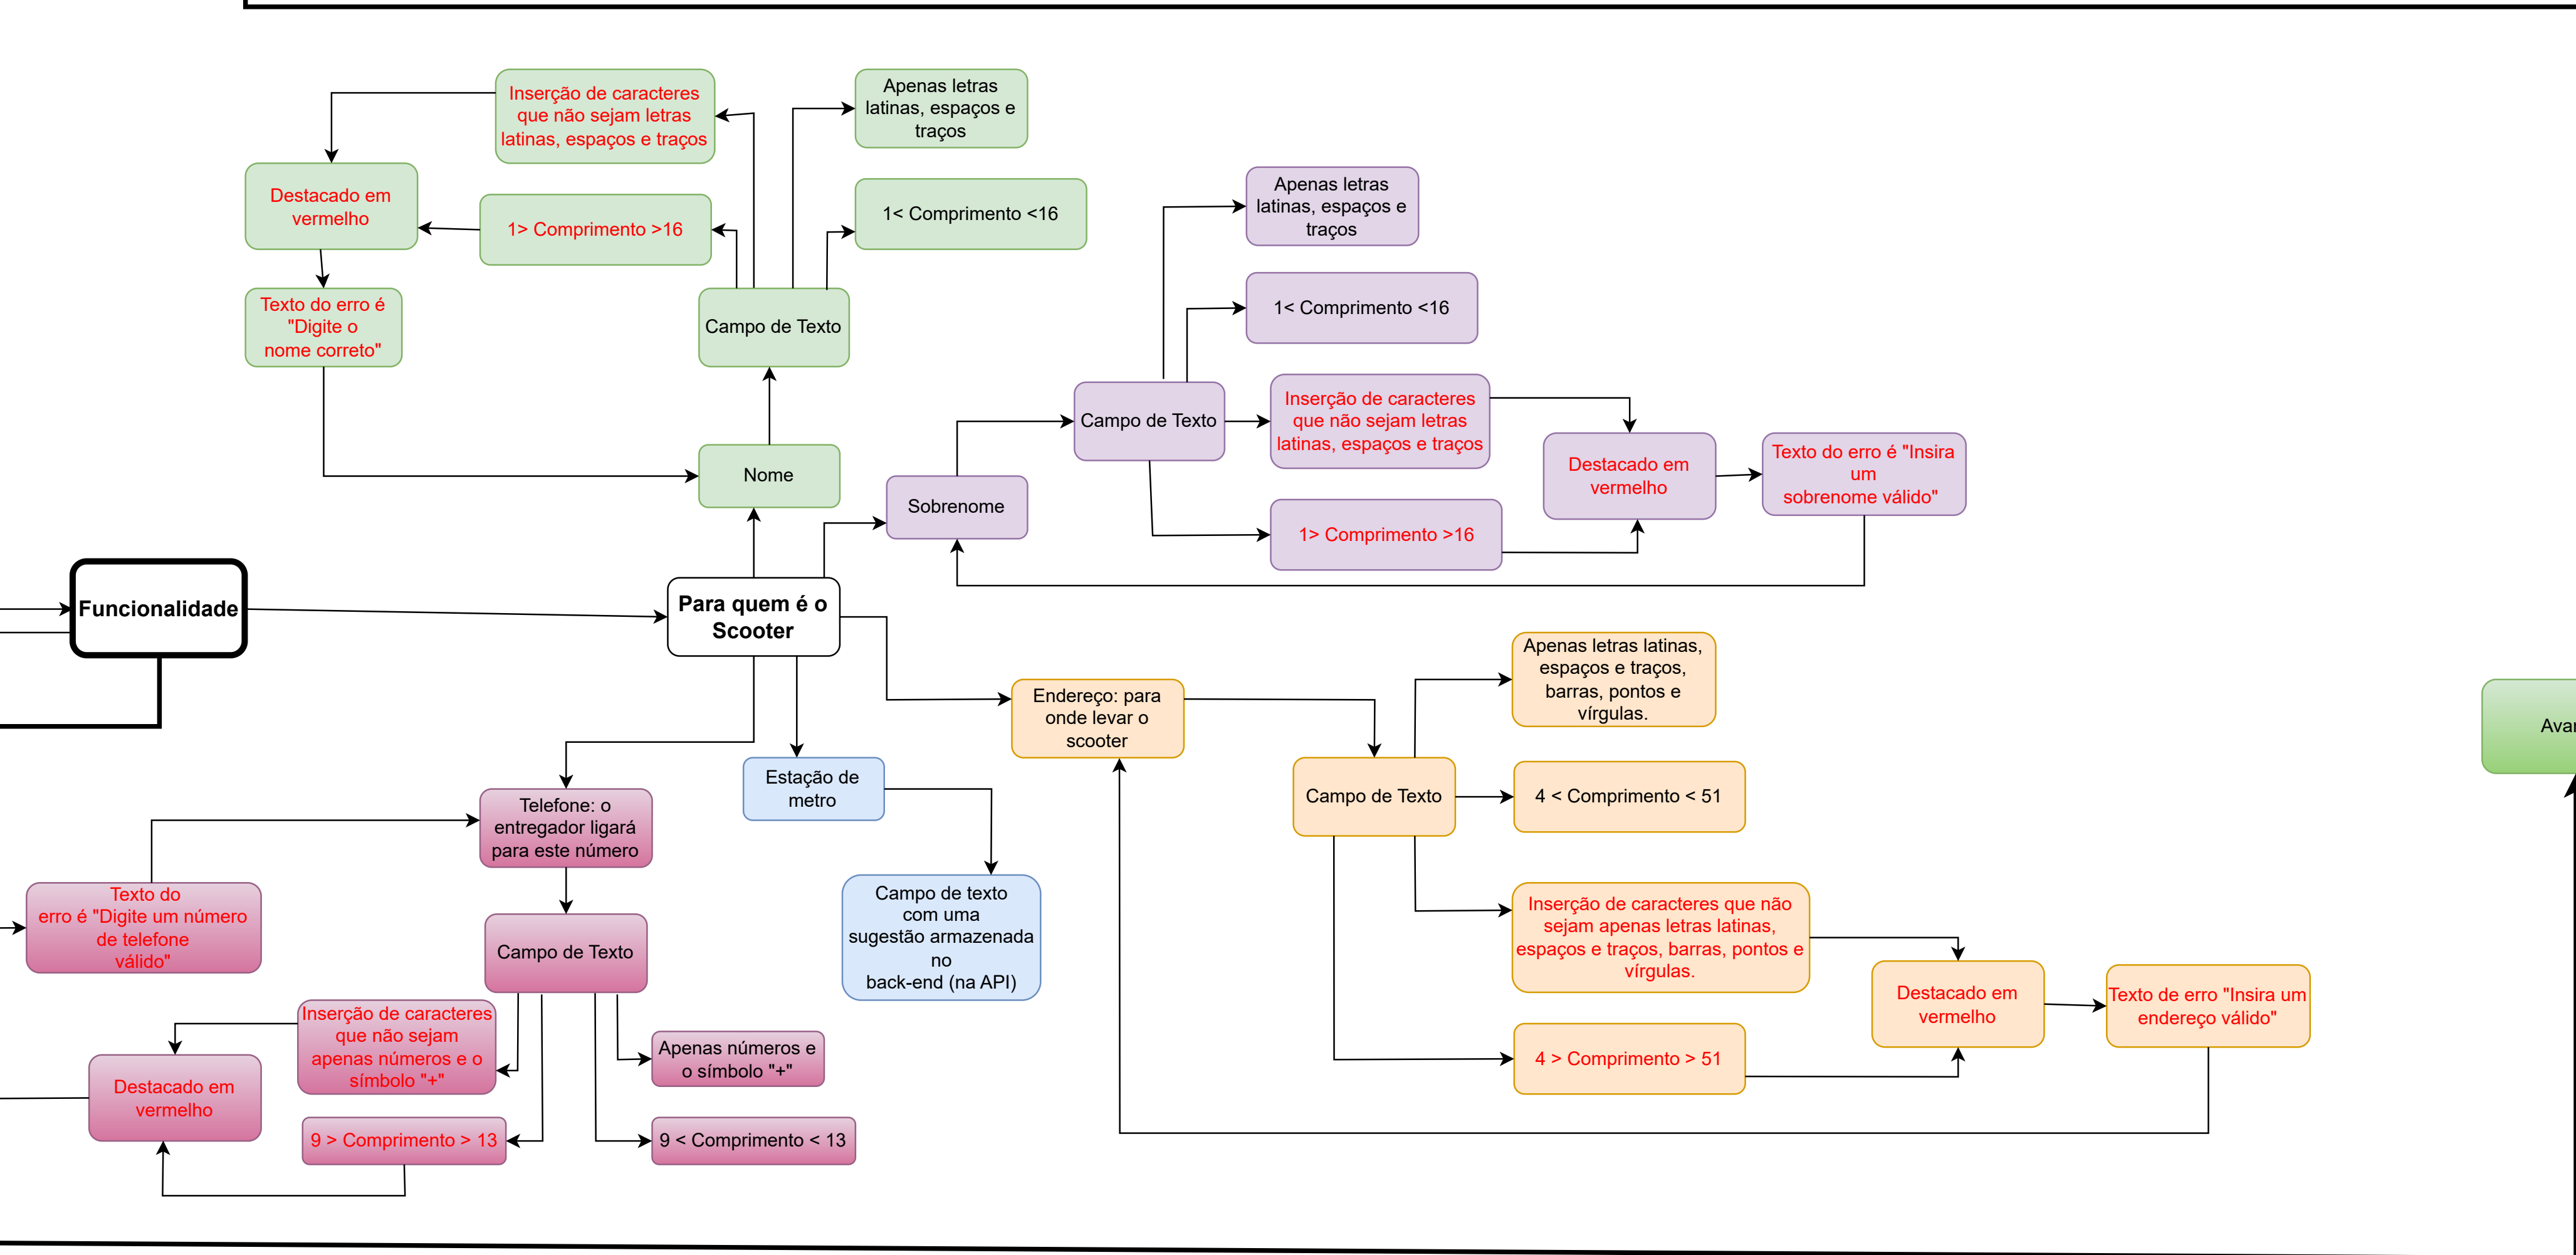 Inserção de caracteres
que não sejam letras
latinas, espaços e traços
Apenas letras
latinas, espaços e
traços
Destacado em
vermelho
1> Comprimento >16
1< Comprimento <16
Texto do erro é
"Digite o
nome correto"
Campo de Texto
Nome
Apenas letras
latinas, espaços e
traços
1< Comprimento <16
Campo de Texto
Inserção de caracteres
que não sejam letras
latinas, espaços e traços
Destacado em
vermelho
Texto do erro é "Insira
um
sobrenome válido"
Sobrenome
1> Comprimento >16
Funcionalidade
Para quem é o
Scooter
Apenas letras latinas,
espaços e traços,
barras, pontos e
vírgulas.
Endereço: para
onde levar o
scooter
Campo de Texto
4 < Comprimento < 51
Inserção de caracteres que não
sejam apenas letras latinas,
espaços e traços, barras, pontos e
vírgulas.
Destacado em
vermelho
Texto de erro "Insira um
endereço válido"
4 > Comprimento > 51
Estação de
metro
Campo de texto
com uma
sugestão armazenada
no
back-end (na API)
Telefone: o
entregador ligará
para este número
Texto do
erro é "Digite um número
de telefone
válido"
Campo de Texto
Inserção de caracteres
que não sejam
apenas números e o
símbolo "+"
Apenas números e
o símbolo "+"
Destacado em
vermelho
9 > Comprimento > 13
9 < Comprimento < 13